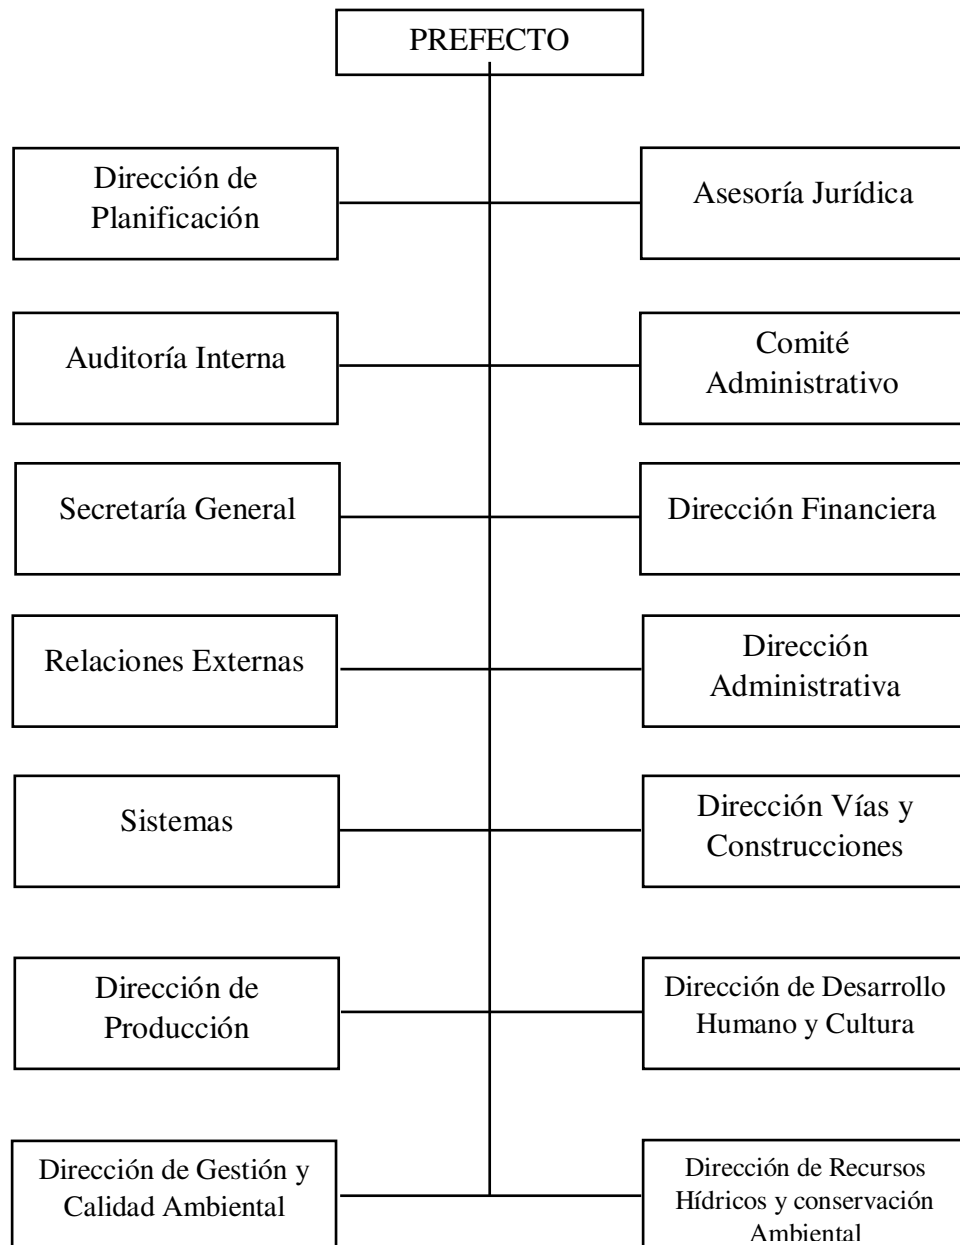 PREFECTO
Dirección de
Planificación
Asesoría Jurídica
Auditoría Interna
Comité
Administrativo
Secretaría General
Dirección Financiera
Relaciones Externas
Dirección
Administrativa
Sistemas
Dirección Vías y
Construcciones
Dirección de
Producción
Dirección de Desarrollo
Humano y Cultura
Dirección de Gestión y
Calidad Ambiental
Dirección de Recursos
Hídricos y conservación
Ambiental